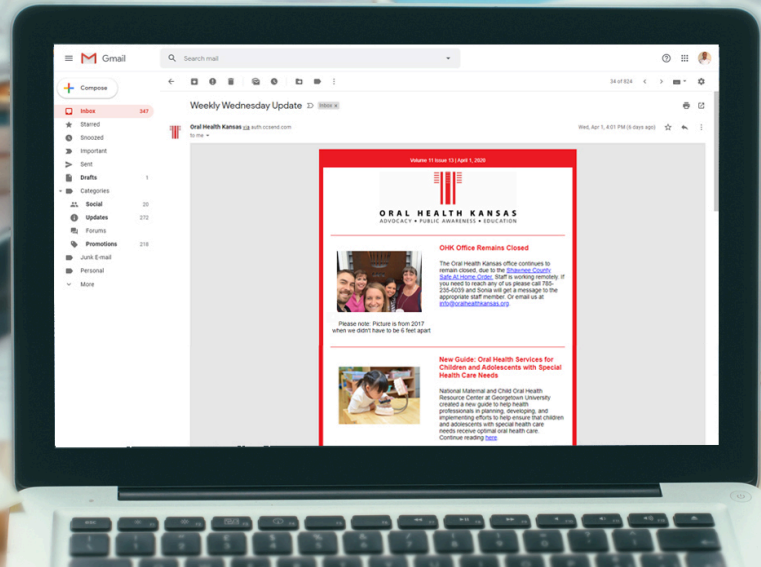 Gmail
Search mail
Compose
34 of 824
Inbox 347
Starred
Snoozed
Important
Sent
Drafts 1
Categories
Social 20
Updates 272
Forums
Promotions 218
Junk E-mail
Personal
More
Weekly Wednesday Update Inbox x
Oral Health Kansas via auth.ccsend.com
Wed, Apr 1, 4:01 PM (6 days ago)
to me
Volume 11 Issue 13 | April 1, 2020
ORAL HEALTH KANSAS
ADVOCACY • PUBLIC AWARENESS • EDUCATION
OHK Office Remains Closed
The Oral Health Kansas office continues to
remain closed, due to the Shawnee County
Safe At Home Order. Staff is working remotely. If
you need to reach any of us please call 785-
235-6039 and Sonia will get a message to the
appropriate staff member. Or email us at
info@oralhealthkansas.org.
Please note: Picture is from 2017
when we didn't have to be 6 feet apart
New Guide: Oral Health Services for
Children and Adolescents with Special
Health Care Needs
National Maternal and Child Oral Health
Resource Center at Georgetown University
created a new guide to help health
professionals in planning, developing, and
implementing efforts to help ensure that children
and adolescents with special health care
needs receive optimal oral health care.
Continue reading here.